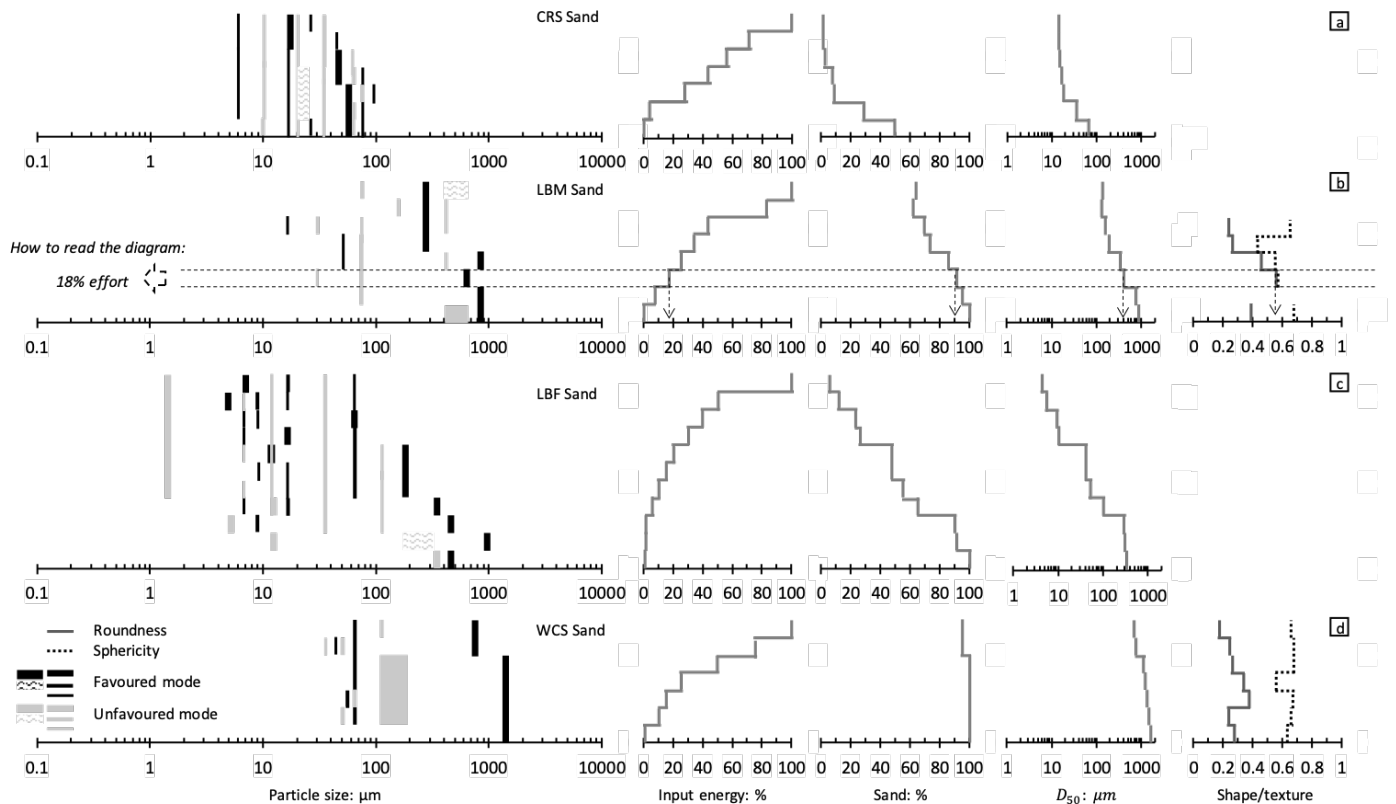 CRS Sand a
0.1 1 10 100 1000 10000 0 20 40 60 80 100 0 20 40 60 80 100 1 10 100 1000
LBM Sand b
How to read the diagram:
18% effort
0.1 1 10 100 1000 10000 0 20 40 60 80 100 0 20 40 60 80 100 1 10 100 1000 0 0.2 0.4 0.6 0.8 1
LBF Sand c
0.1 1 10 100 1000 10000 0 20 40 60 80 100 0 20 40 60 80 100 1 10 100 1000
Roundness WCS Sand d
Sphericity
Favoured mode
Unfavoured mode
0.1 1 10 100 1000 10000 0 20 40 60 80 100 0 20 40 60 80 100 1 10 100 1000 0 0.2 0.4 0.6 0.8 1
Particle size: µm Input energy: % Sand: % D50: µm Shape/texture